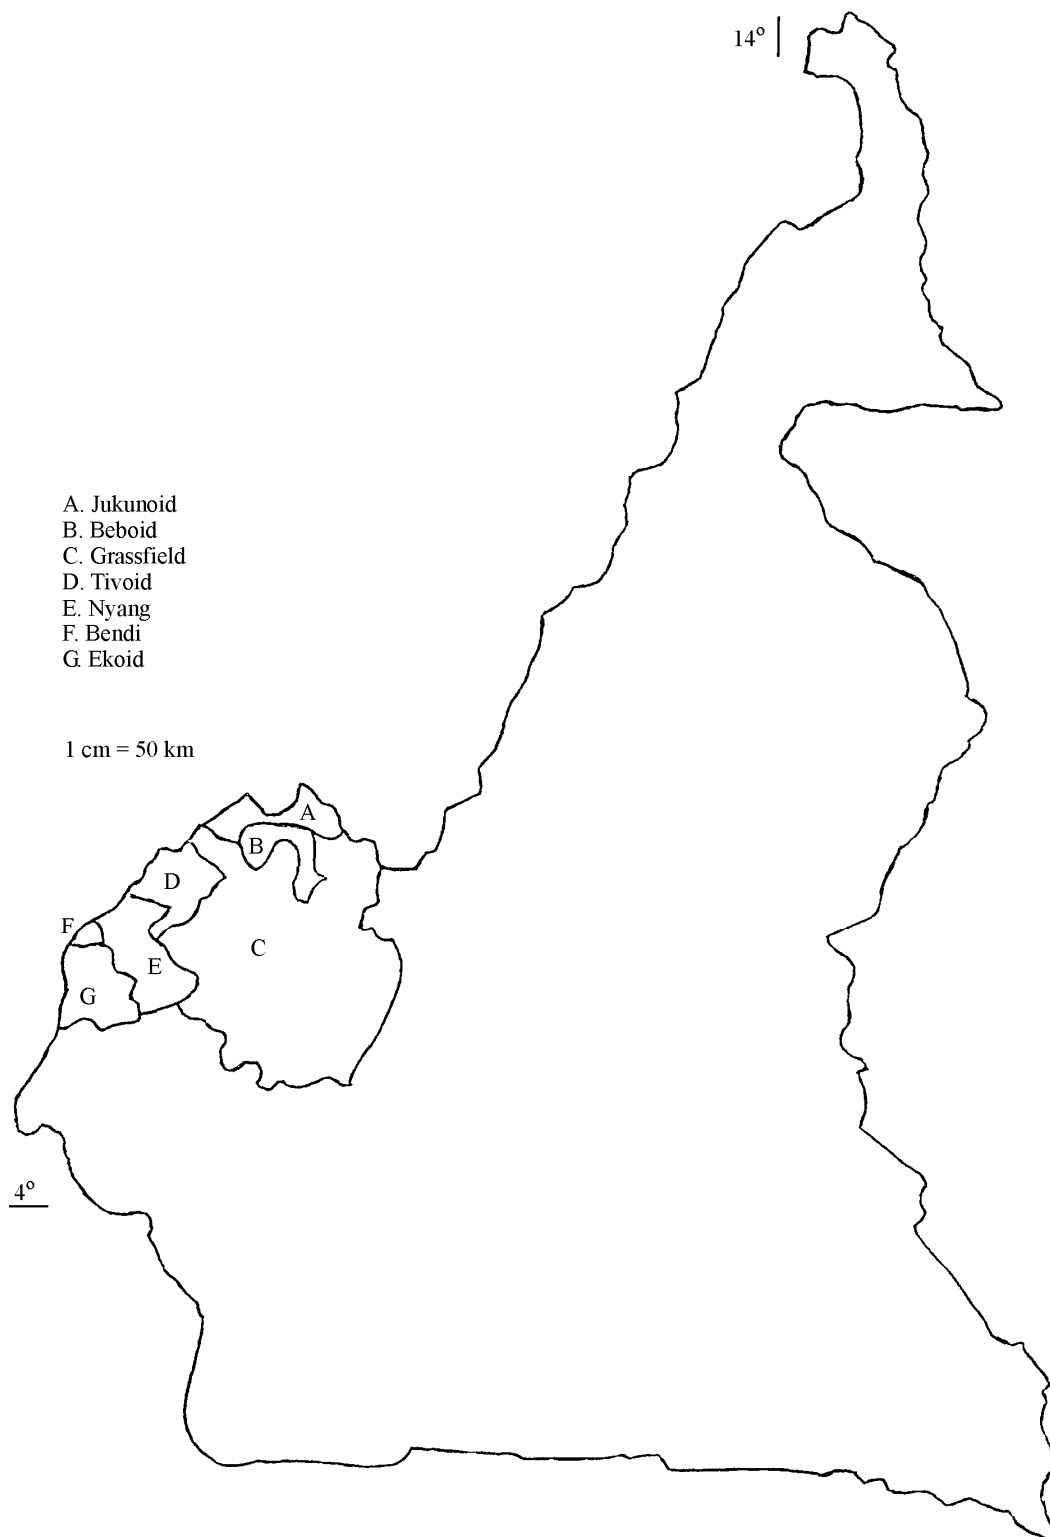 14°
A. Jukunoid
B. Beboid
C. Grassfield
D. Tivoid
E. Nyang
F. Bendi
G. Ekoid
1 cm = 50 km
A
B
D
F
C
E
G
4°